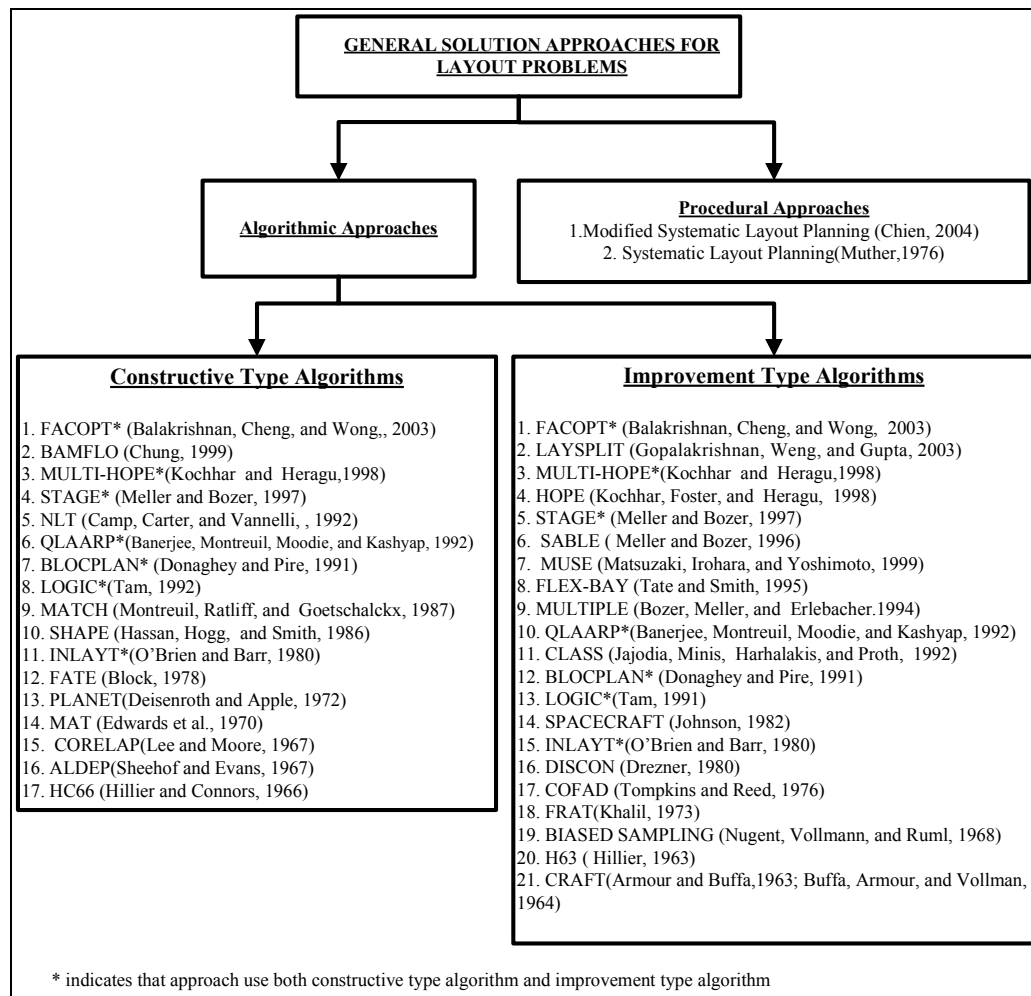 GENERAL SOLUTION APPROACHES FOR
LAYOUT PROBLEMS
Algorithmic Approaches
Procedural Approaches
1.Modified Systematic Layout Planning (Chien, 2004)
2. Systematic Layout Planning(Muther,1976)
Constructive Type Algorithms
1. FACOPT* (Balakrishnan, Cheng, and Wong,, 2003)
2. BAMFLO (Chung, 1999)
3. MULTI-HOPE*(Kochhar and Heragu,1998)
4. STAGE* (Meller and Bozer, 1997)
5. NLT (Camp, Carter, and Vannelli, , 1992)
6. QLAARP*(Banerjee, Montreuil, Moodie, and Kashyap, 1992)
7. BLOCPLAN* (Donaghey and Pire, 1991)
8. LOGIC*(Tam, 1992)
9. MATCH (Montreuil, Ratliff, and Goetschalckx, 1987)
10. SHAPE (Hassan, Hogg, and Smith, 1986)
11. INLAYT*(O’Brien and Barr, 1980)
12. FATE (Block, 1978)
13. PLANET(Deisenroth and Apple, 1972)
14. MAT (Edwards et al., 1970)
15. CORELAP(Lee and Moore, 1967)
16. ALDEP(Sheehof and Evans, 1967)
17. HC66 (Hillier and Connors, 1966)
Improvement Type Algorithms
1. FACOPT* (Balakrishnan, Cheng, and Wong, 2003)
2. LAYSPLIT (Gopalakrishnan, Weng, and Gupta, 2003)
3. MULTI-HOPE*(Kochhar and Heragu,1998)
4. HOPE (Kochhar, Foster, and Heragu, 1998)
5. STAGE* (Meller and Bozer, 1997)
6. SABLE ( Meller and Bozer, 1996)
7. MUSE (Matsuzaki, Irohara, and Yoshimoto, 1999)
8. FLEX-BAY (Tate and Smith, 1995)
9. MULTIPLE (Bozer, Meller, and Erlebacher.1994)
10. QLAARP*(Banerjee, Montreuil, Moodie, and Kashyap, 1992)
11. CLASS (Jajodia, Minis, Harhalakis, and Proth, 1992)
12. BLOCPLAN* (Donaghey and Pire, 1991)
13. LOGIC*(Tam, 1991)
14. SPACECRAFT (Johnson, 1982)
15. INLAYT*(O’Brien and Barr, 1980)
16. DISCON (Drezner, 1980)
17. COFAD (Tompkins and Reed, 1976)
18. FRAT(Khalil, 1973)
19. BIASED SAMPLING (Nugent, Vollmann, and Ruml, 1968)
20. H63 ( Hillier, 1963)
21. CRAFT(Armour and Buffa,1963; Buffa, Armour, and Vollman,
1964)
* indicates that approach use both constructive type algorithm and improvement type algorithm